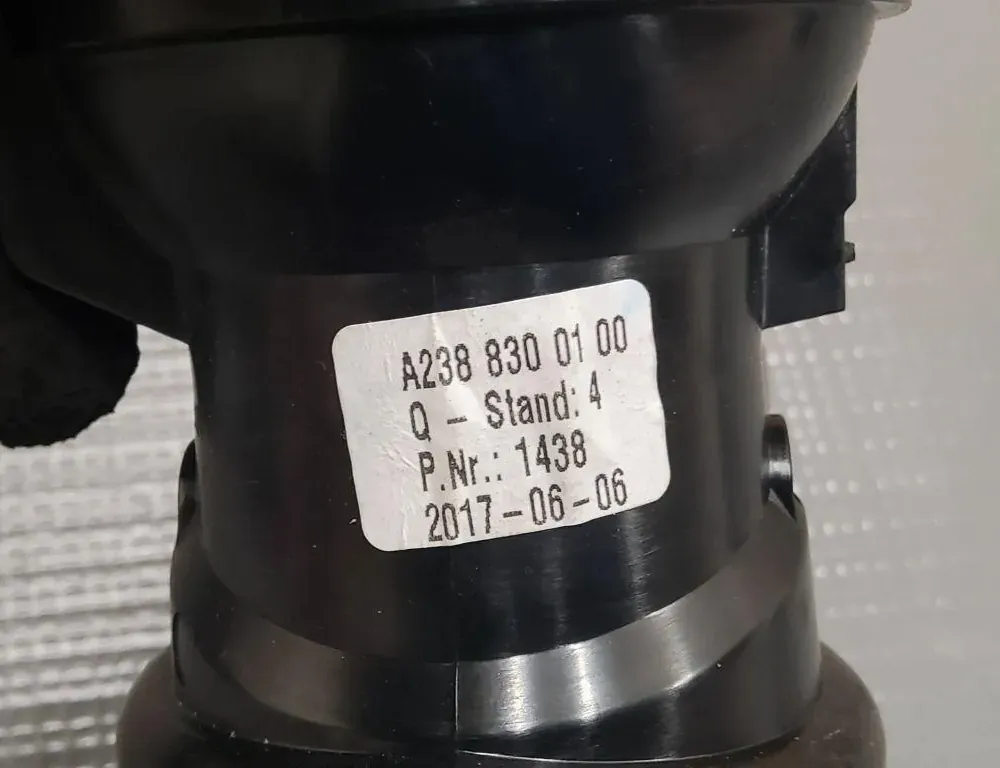 A238 830 01 00
Q - Stand: 4
P.Nr.: 1438
2017-06-06